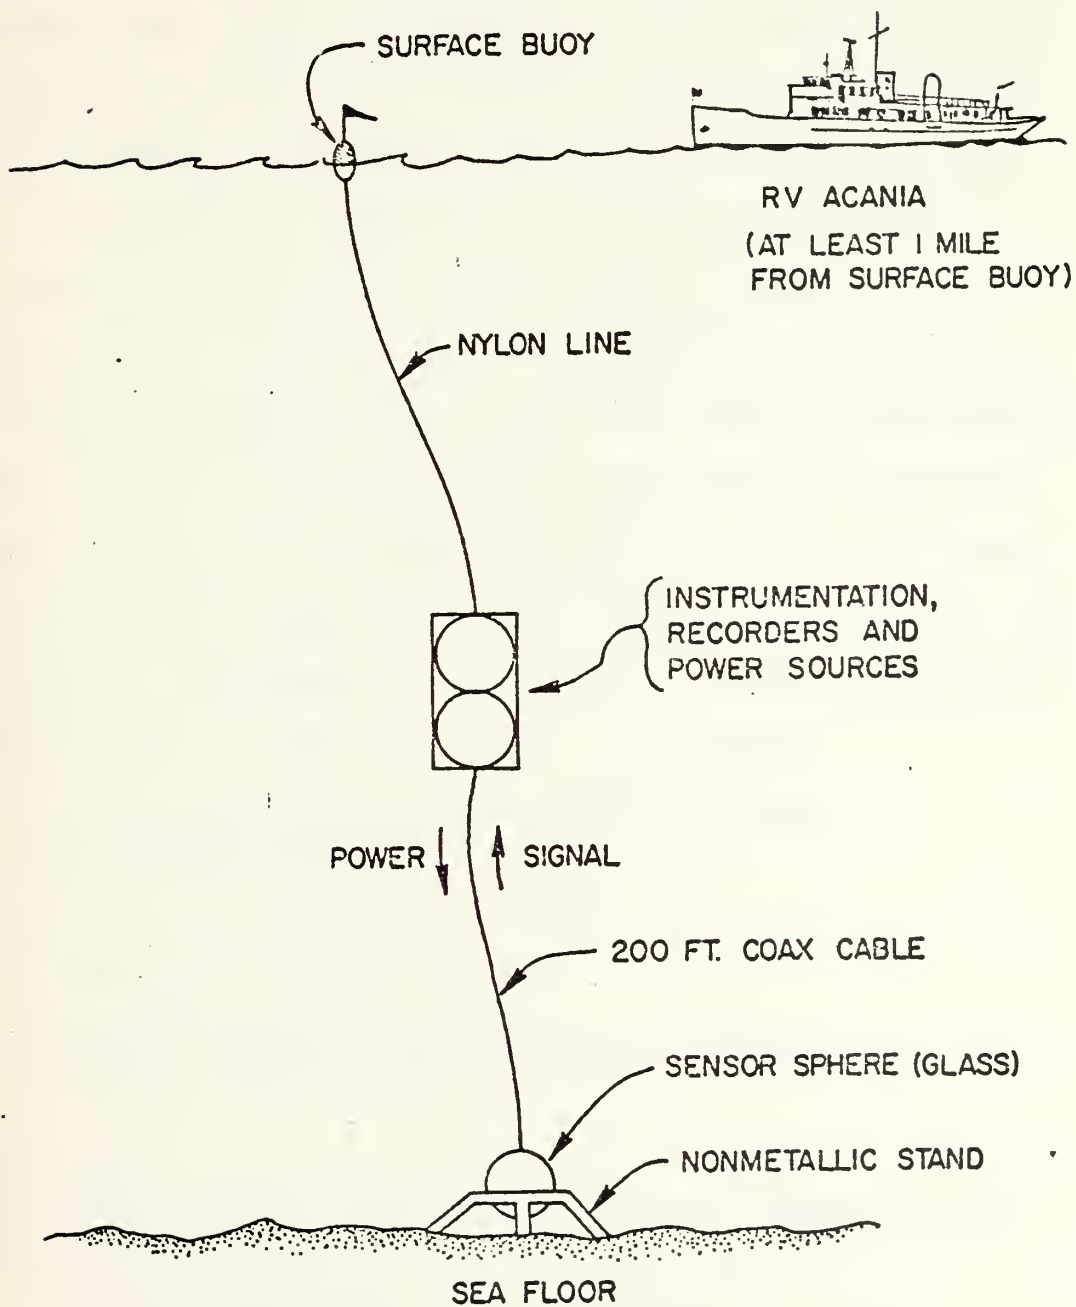 SURFACE BUOY
RV ACANIA
(AT LEAST 1 MILE
FROM SURFACE BUOY)
NYLON LINE
INSTRUMENTATION,
RECORDERS AND
POWER SOURCES
POWER
SIGNAL
200 FT. COAX CABLE
SENSOR SPHERE (GLASS)
NONMETALLIC STAND
SEA FLOOR